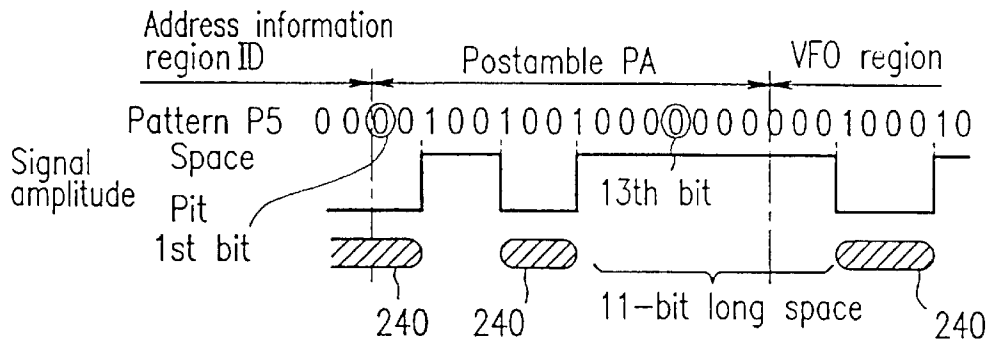 Address information
region ID
Postamble PA
VFO region
Pattern P5 0 0 0 0 1 0 0 1 0 0 1 0 0 0 0 0 0 0 0 0 0 1 0 0 0 1 0
Signal
amplitude
Space
Pit
1st bit
13th bit
11-bit long space
240
240
240